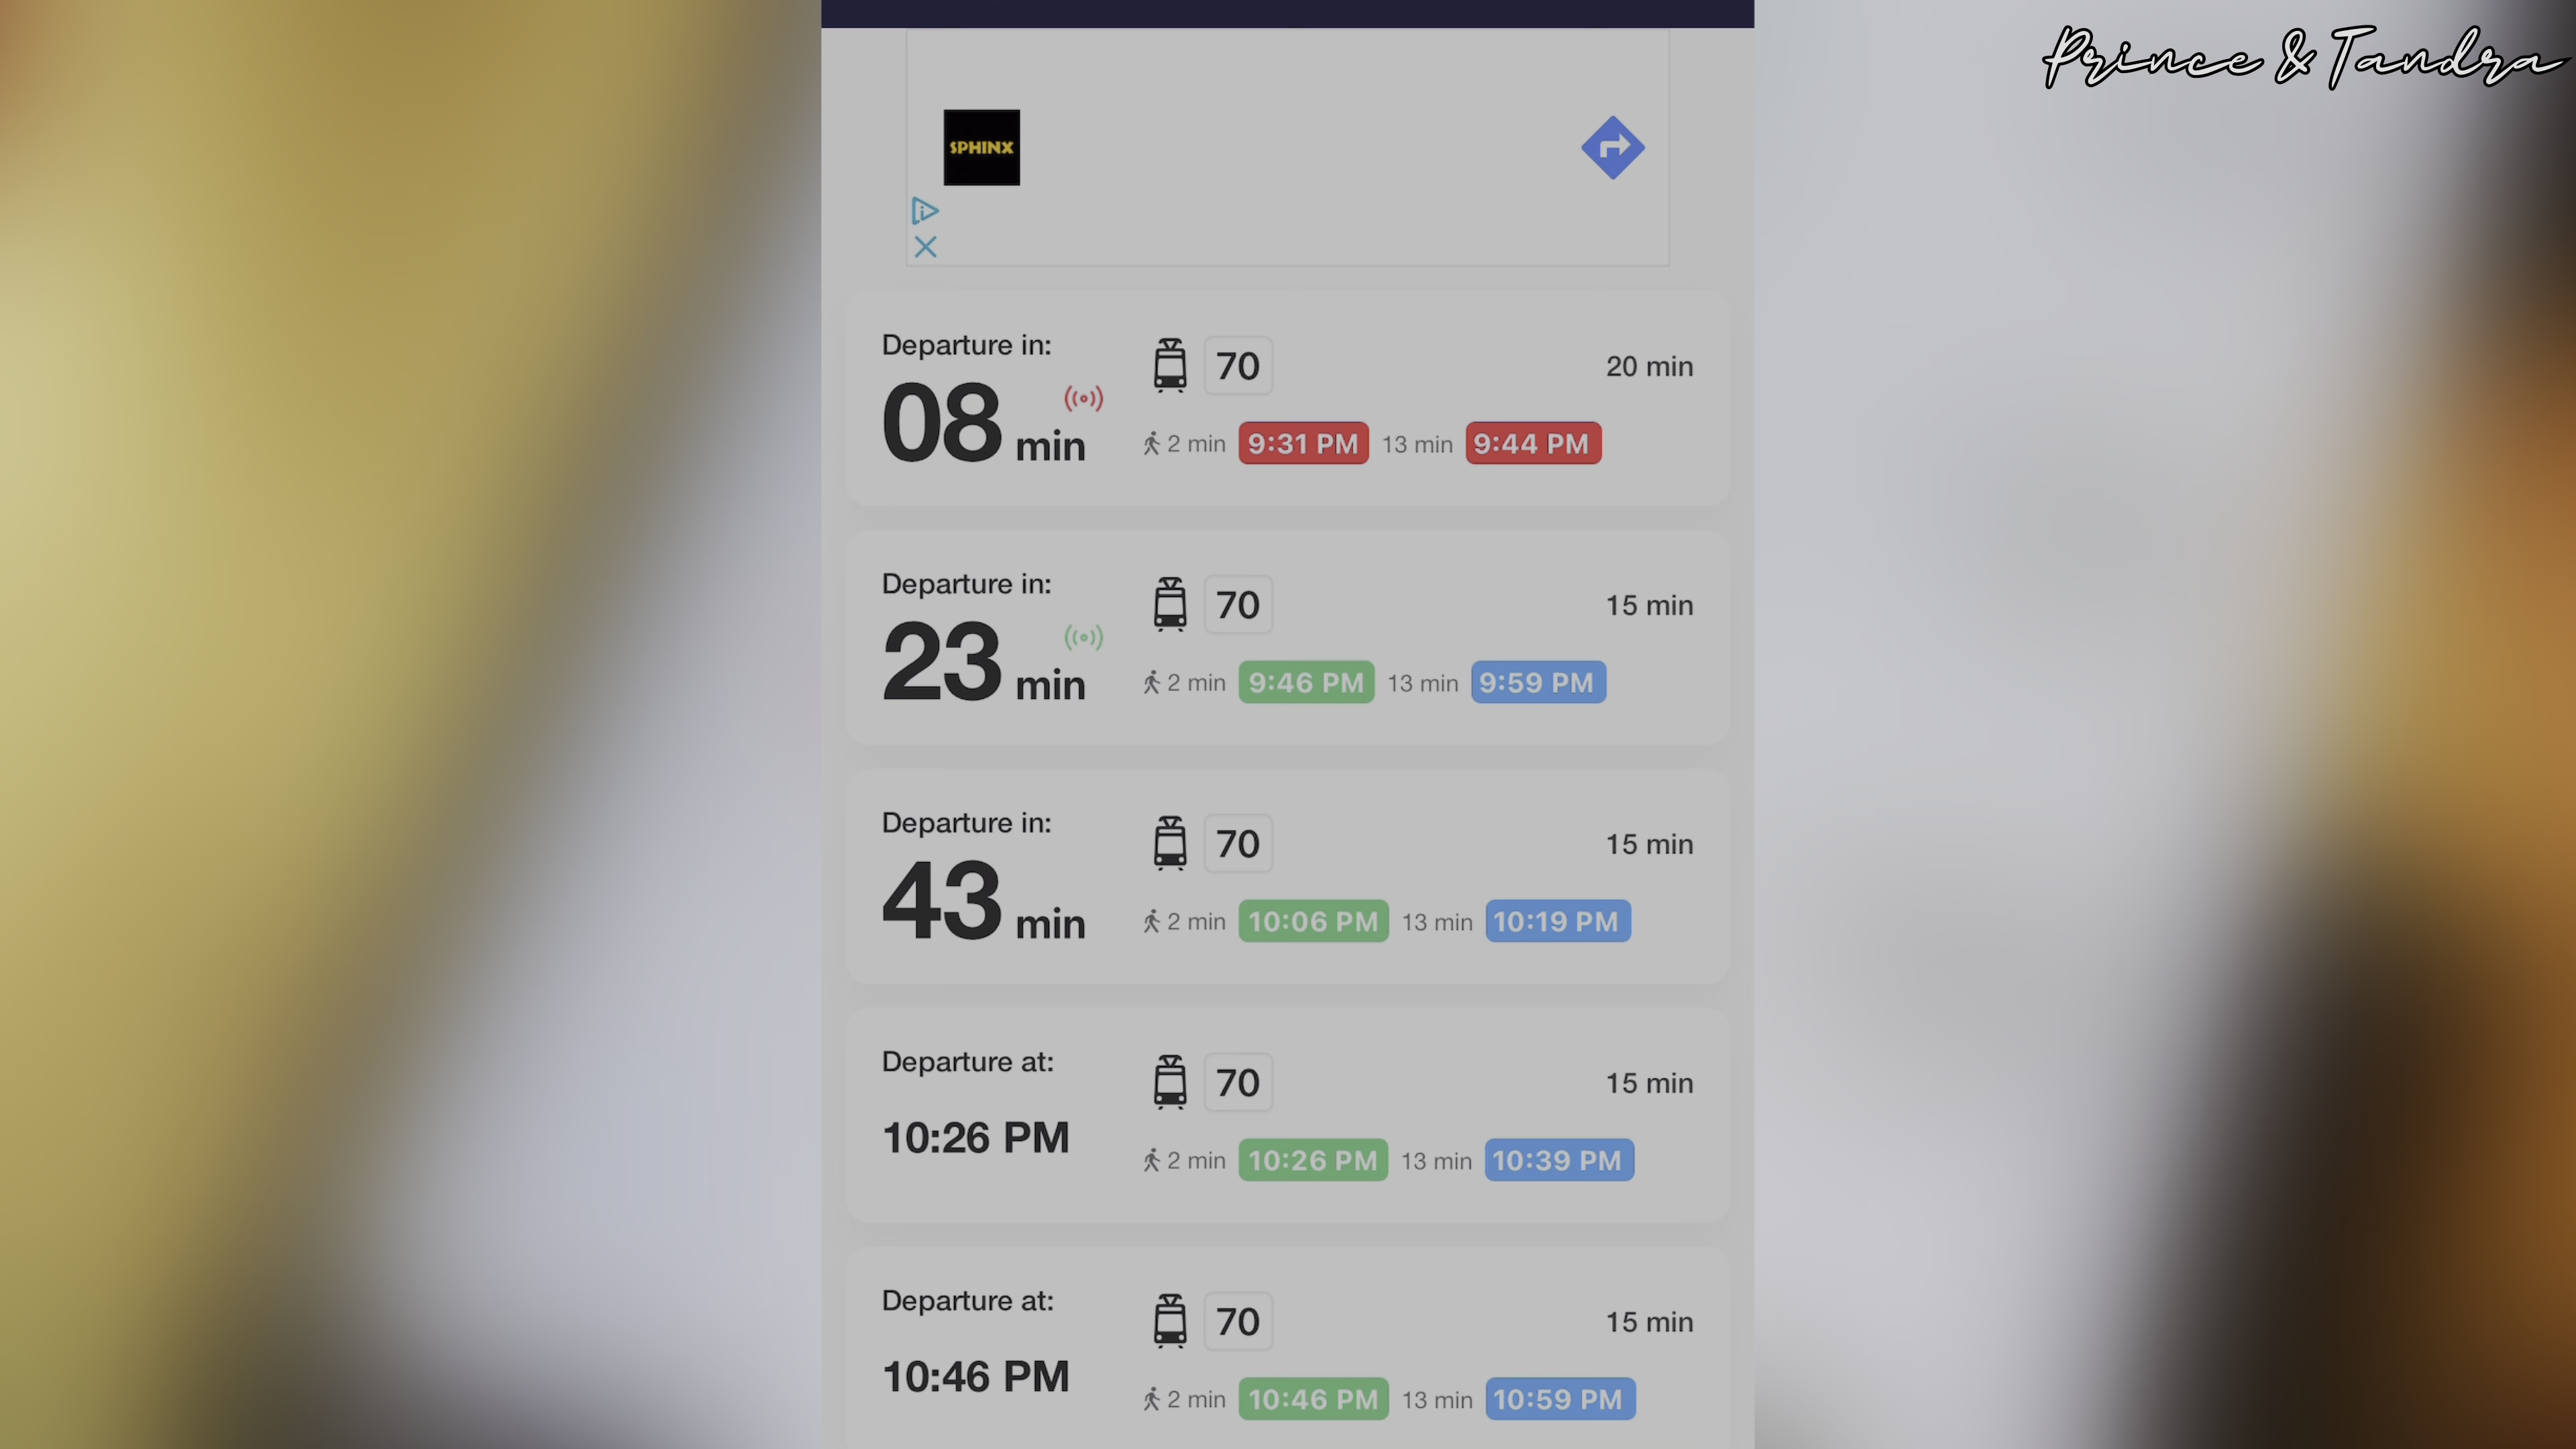 Prince & Tandra
SPHINX
Departure in:
70
20 min
08 min
2 min 9:31 PM 13 min 9:44 PM
Departure in:
70
15 min
23 min
2 min 9:46 PM 13 min 9:59 PM
Departure in:
70
15 min
43 min
2 min 10:06 PM 13 min 10:19 PM
Departure at:
70
15 min
10:26 PM
2 min 10:26 PM 13 min 10:39 PM
Departure at:
70
15 min
10:46 PM
2 min 10:46 PM 13 min 10:59 PM